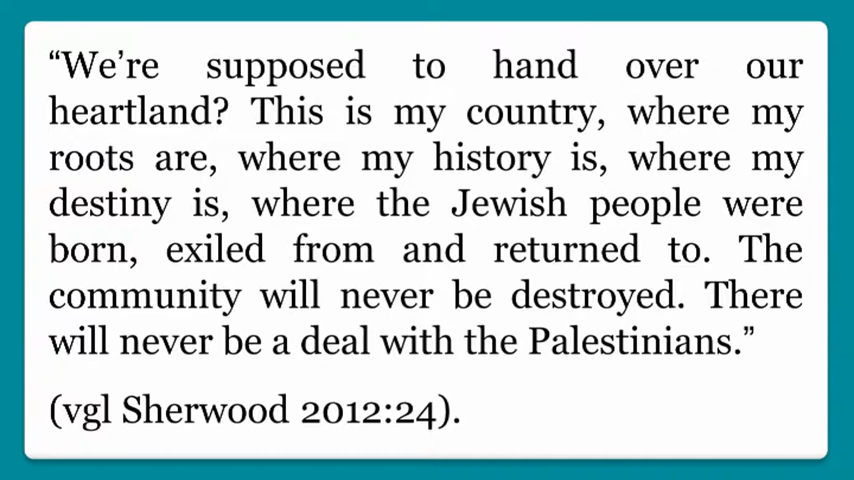 “We’re supposed to hand over our
heartland? This is my country, where my
roots are, where my history is, where my
destiny is, where the Jewish people were
born, exiled from and returned to. The
community will never be destroyed. There
will never be a deal with the Palestinians.”
(vgl Sherwood 2012:24).